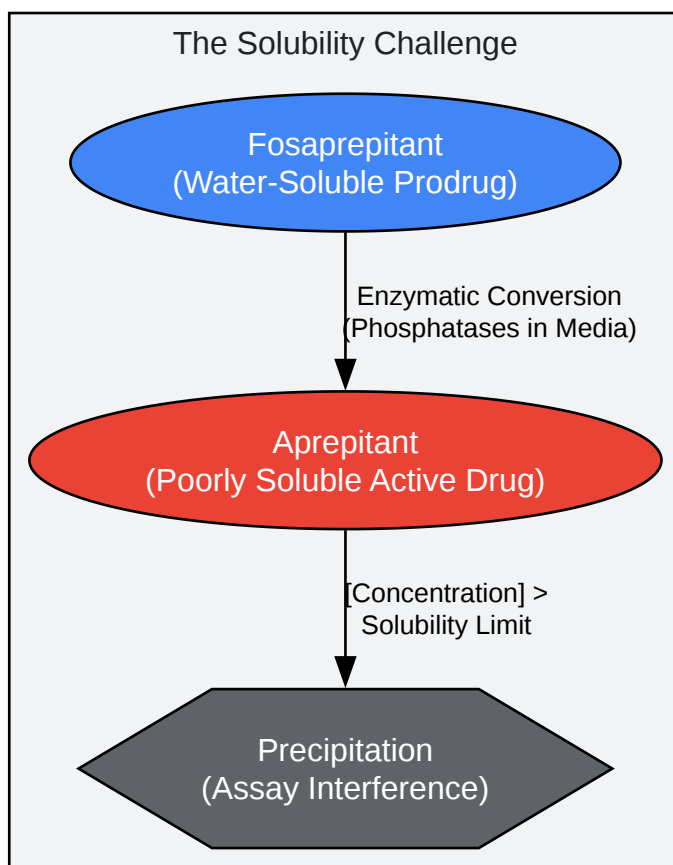 The Solubility Challenge
Fosaprepitant
(Water-Soluble Prodrug)
Enzymatic Conversion
(Phosphatases in Media)
Aprepitant
(Poorly Soluble Active Drug)
[Concentration] >
Solubility Limit
Precipitation
(Assay Interference)